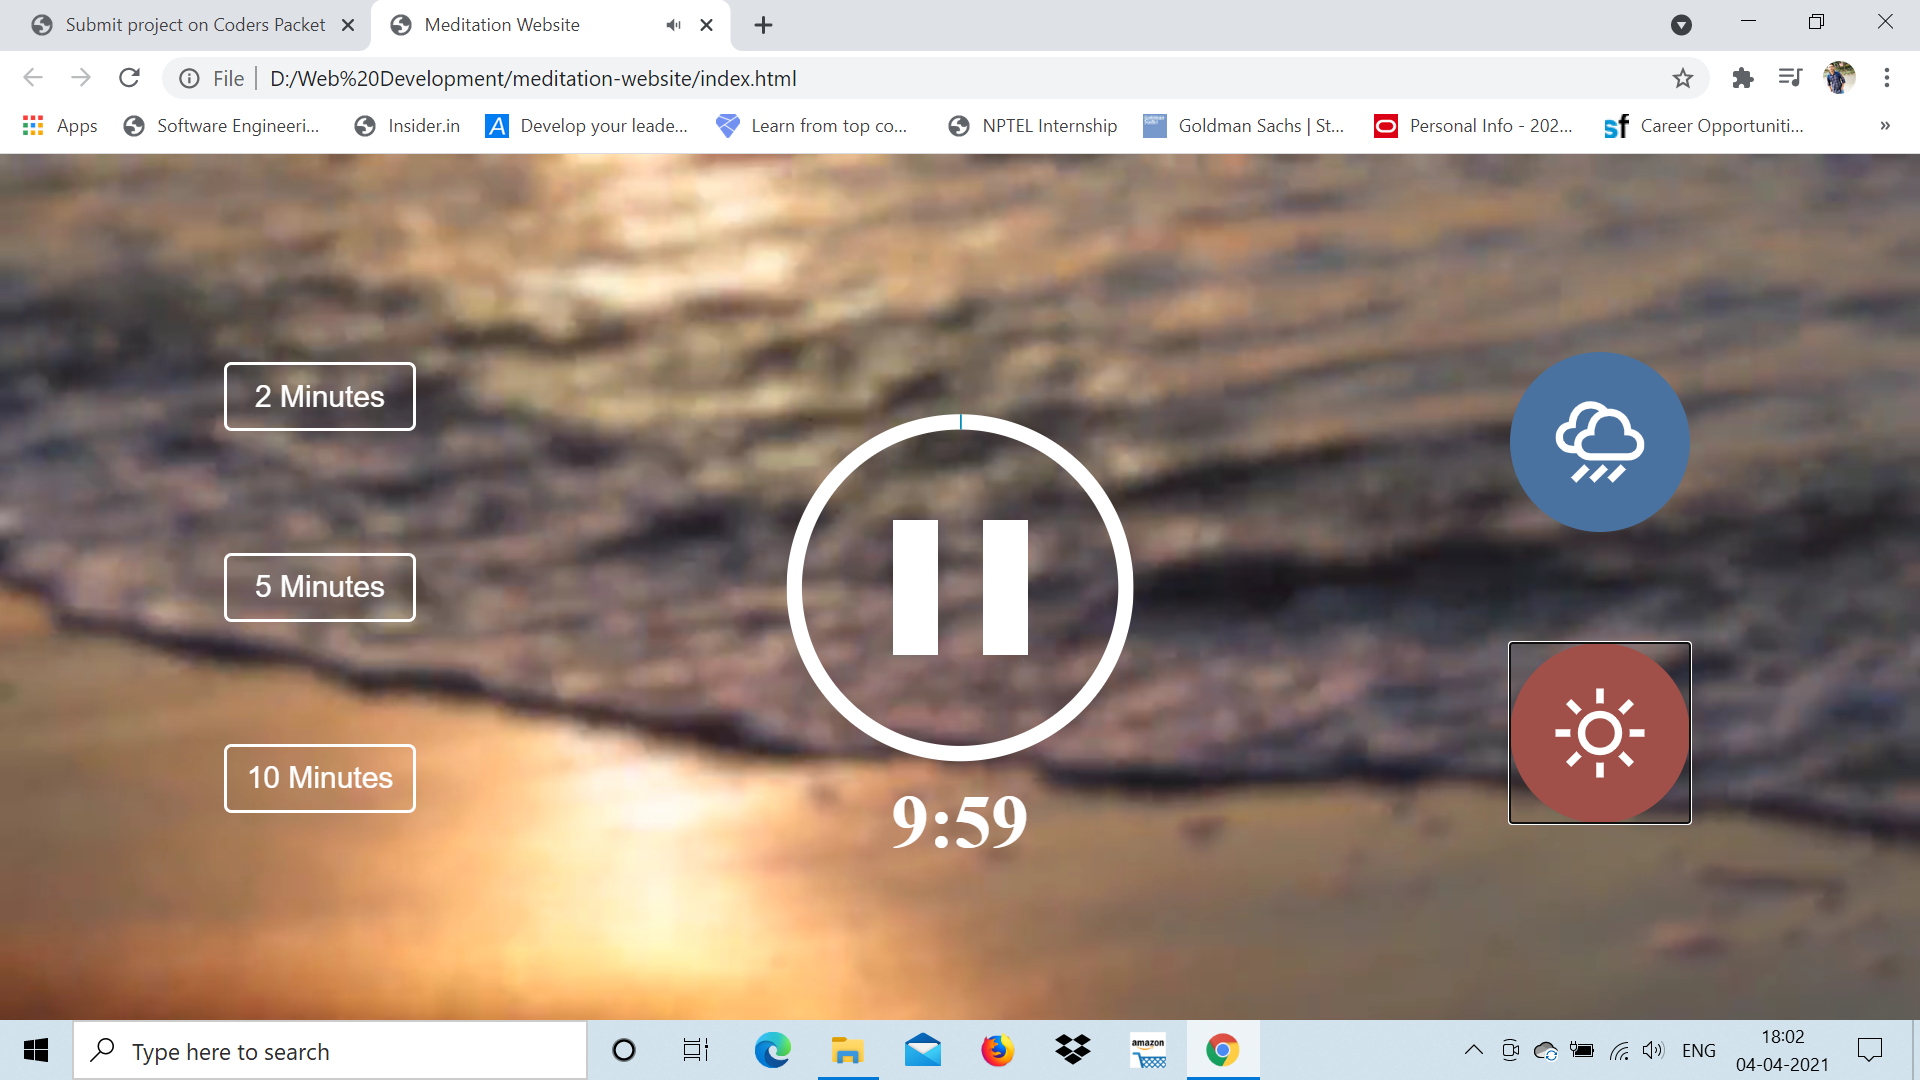 Submit project on Coders Packet
Meditation Website
File
D:/Web%20Development/meditation-website/index.html
Apps
Software Engineeri...
Insider.in
A
Develop your leade...
Learn from top co...
NPTEL Internship
Goldman Sachs | St...
Personal Info - 202...
sf
Career Opportuniti...
»
2 Minutes
5 Minutes
10 Minutes
9:59
Type here to search
amazon
ENG
18:02
04-04-2021